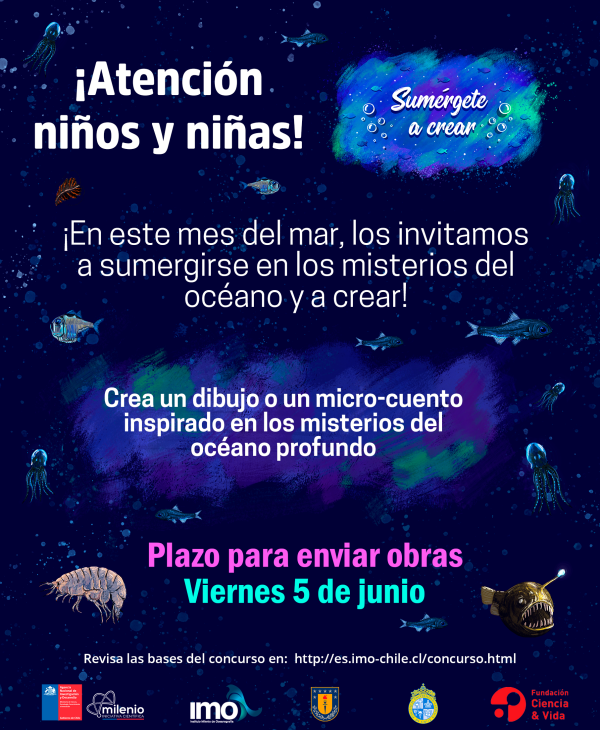 ¡Atención
niños y niñas!
Sumérgete
a crear
¡En este mes del mar, los invitamos
a sumergirse en los misterios del
océano y a crear!
Crea un dibujo o un micro-cuento
inspirado en los misterios del
océano profundo
Plazo para enviar obras
Viernes 5 de junio
Revisa las bases del concurso en: http://es.imo-chile.cl/concurso.html
milenio
INICIATIVA CIENTÍFICA
imo
Instituto Milenio de Oceanografía
Fundación
Ciencia
& Vida